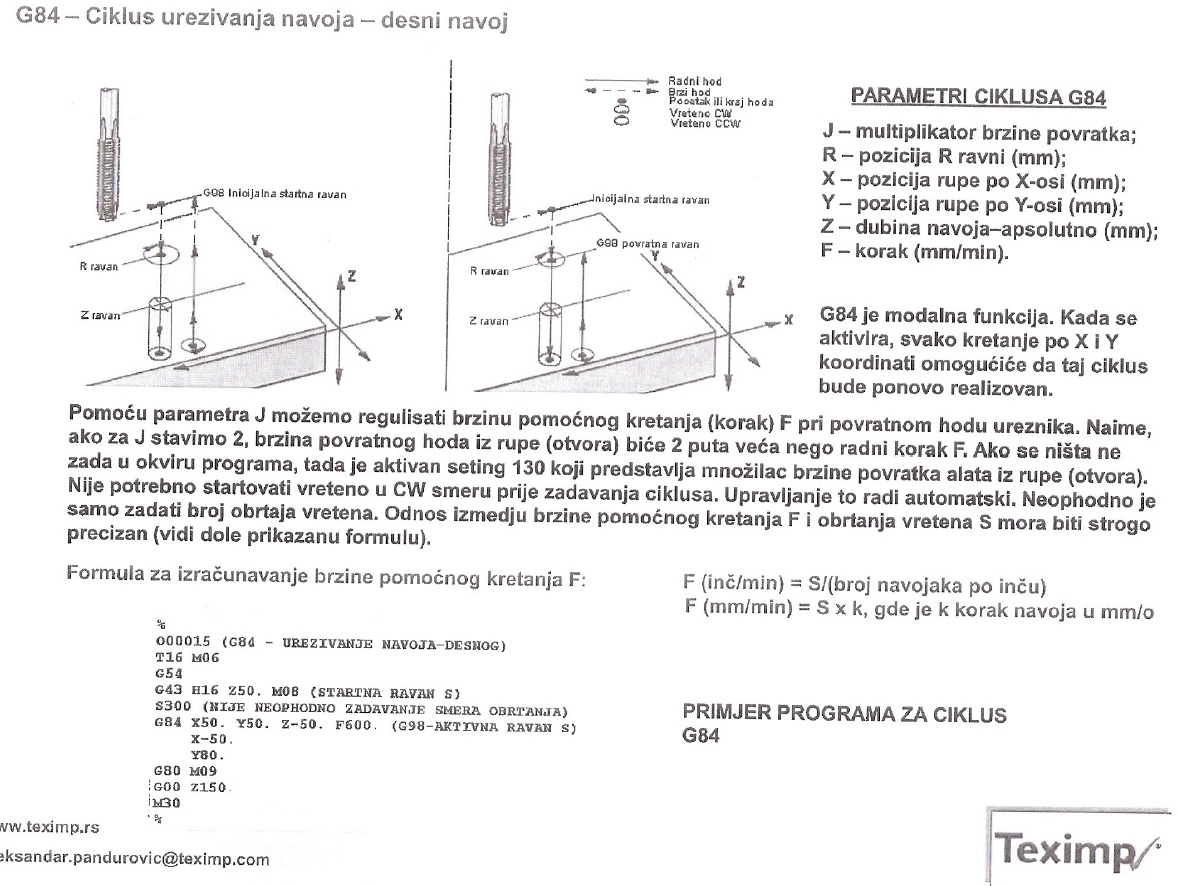 G84 – Ciklus urezivanja navoja – desni navoj
Radni hod
Brzi hod
Pocetak ili kraj hoda
Vreteno CW
Vreteno CCW
G98 Inicijalna startna ravan
Y
R ravan
Z ravan
Z
X
Inicijalna startna ravan
G99 povratna ravan
Y
R ravan
Z ravan
Z
X
PARAMETRI CIKLUSA G84
J – multiplikator brzine povratka;
R – pozicija R ravni (mm);
X – pozicija rupe po X-osi (mm);
Y – pozicija rupe po Y-osi (mm);
Z – dubina navoja–apsolutno (mm);
F – korak (mm/min).
G84 je modalna funkcija. Kada se
aktivira, svako kretanje po X i Y
koordinati omogućiće da taj ciklus
bude ponovo realizovan.
Pomoću parametra J možemo regulisati brzinu pomoćnog kretanja (korak) F pri povratnom hodu ureznika. Naime,
ako za J stavimo 2, brzina povratnog hoda iz rupe (otvora) biće 2 puta veća nego radni korak F. Ako se ništa ne
zada u okviru programa, tada je aktivan seting 130 koji predstavlja množilac brzine povratka alata iz rupe (otvora).
Nije potrebno startovati vreteno u CW smeru prije zadavanja ciklusa. Upravljanje to radi automatski. Neophodno je
samo zadati broj obrtaja vretena. Odnos izmedju brzine pomoćnog kretanja F i obrtanja vretena S mora biti strogo
precizan (vidi dole prikazanu formulu).
Formula za izračunavanje brzine pomoćnog kretanja F:
F (inč/min) = S/(broj navojaka po inču)
F (mm/min) = S x k, gde je k korak navoja u mm/o
%
O00015 (G84 - UREZIVANJE NAVOJA-DESNOG)
T16 M06
G54
G43 H16 Z50. M08 (STARTNA RAVAN S)
S300 (NIJE NEOPHODNO ZADAVANJE SMERA OBRTANJA)
G84 X50. Y50. Z-50. F600. (G98-AKTIVNA RAVAN S)
X-50.
Y80.
G80 M09
G00 Z150.
M30
%
PRIMJER PROGRAMA ZA CIKLUS
G84
ww.teximp.rs
eksandar.pandurovic@teximp.com
Teximp